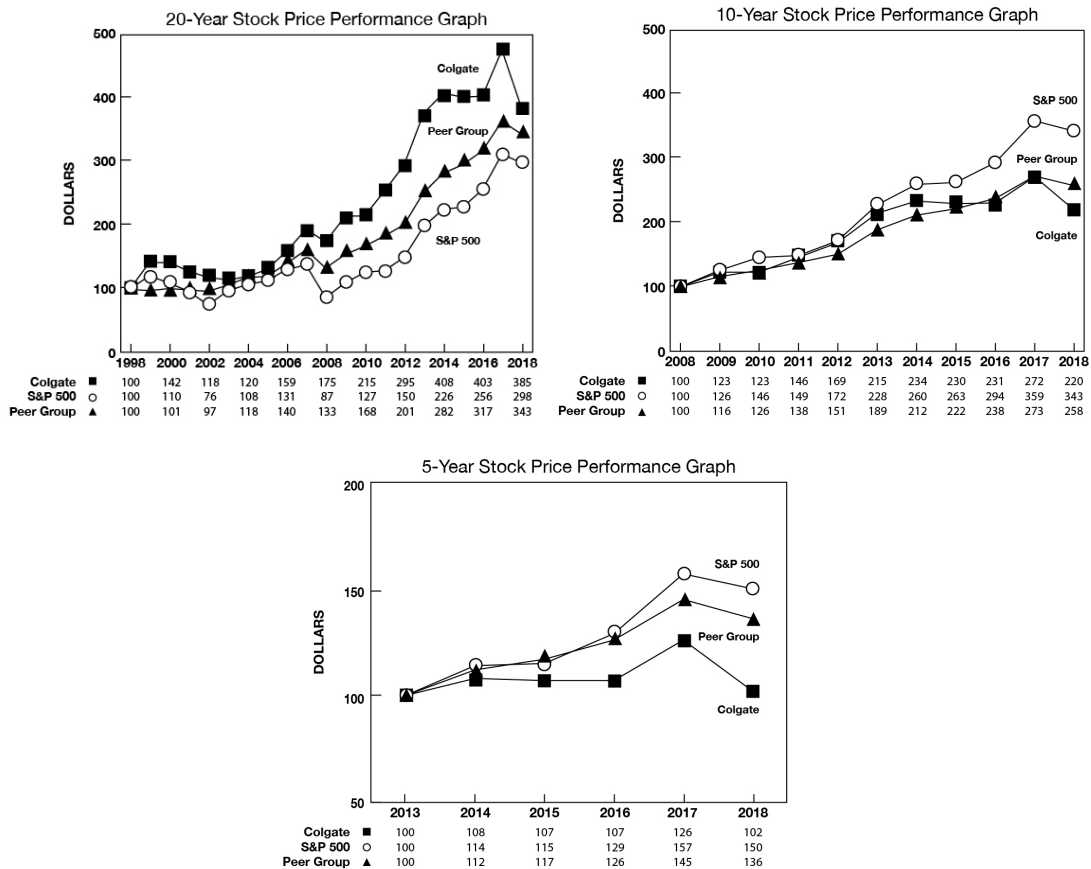 20-Year Stock Price Performance Graph
500
400
300
200
100
0
DOLLARS
Colgate
Peer Group
S&P 500
1998 2000 2002 2004 2006 2008 2010 2012 2014 2016 2018
Colgate 100 142 118 120 159 175 215 295 408 403 385
S&P 500 100 110 76 108 131 87 127 150 226 256 298
Peer Group 100 101 97 118 140 133 168 201 282 317 343
10-Year Stock Price Performance Graph
500
400
300
200
100
0
DOLLARS
S&P 500
Peer Group
Colgate
2008 2009 2010 2011 2012 2013 2014 2015 2016 2017 2018
Colgate 100 123 123 146 169 215 234 230 231 272 220
S&P 500 100 126 146 149 172 228 260 263 294 359 343
Peer Group 100 116 126 138 151 189 212 222 238 273 258
5-Year Stock Price Performance Graph
200
150
100
50
DOLLARS
S&P 500
Peer Group
Colgate
2013 2014 2015 2016 2017 2018
Colgate 100 108 107 107 126 102
S&P 500 100 114 115 129 157 150
Peer Group 100 112 117 126 145 136